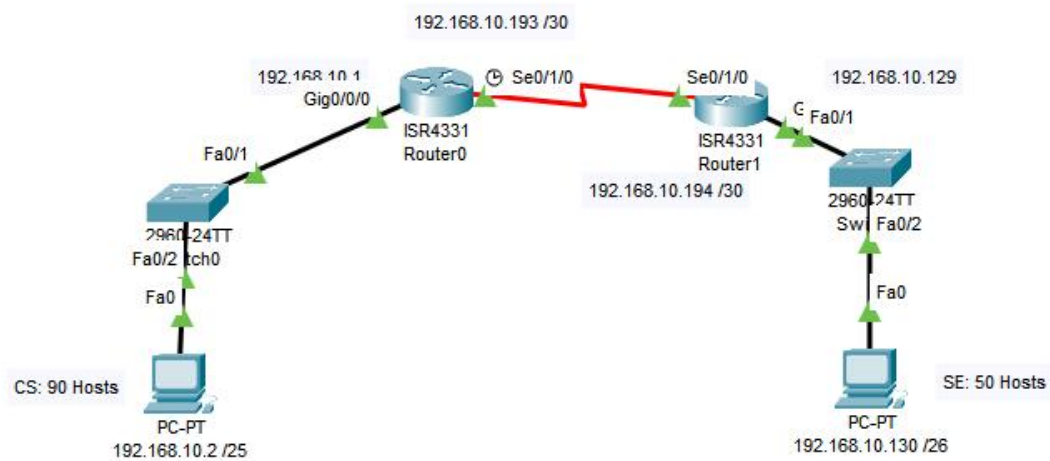 192.168.10.193 /30
192.168.10.1
Gig0/0/0
Se0/1/0
Se0/1/0
192.168.10.129
G
Fa0/1
ISR4331
Router0
ISR4331
Router1
Fa0/1
192.168.10.194 /30
2960-24TT
Fa0/2 tch0
2960-24TT
Swi Fa0/2
Fa0
Fa0
CS: 90 Hosts
SE: 50 Hosts
PC-PT
192.168.10.2 /25
PC-PT
192.168.10.130 /26